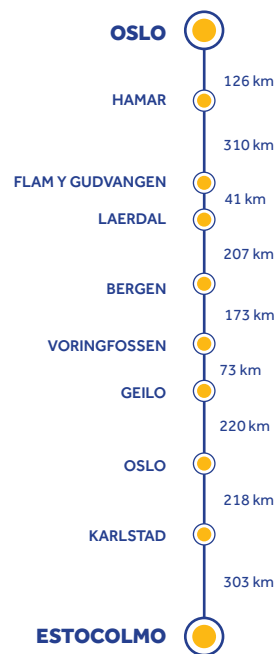 OSLO
126 km
HAMAR
310 km
FLAM Y GUDVANGEN
41 km
LAERDAL
207 km
BERGEN
173 km
VORINGFOSSEN
73 km
GEILO
220 km
OSLO
218 km
KARLSTAD
303 km
ESTOCOLMO